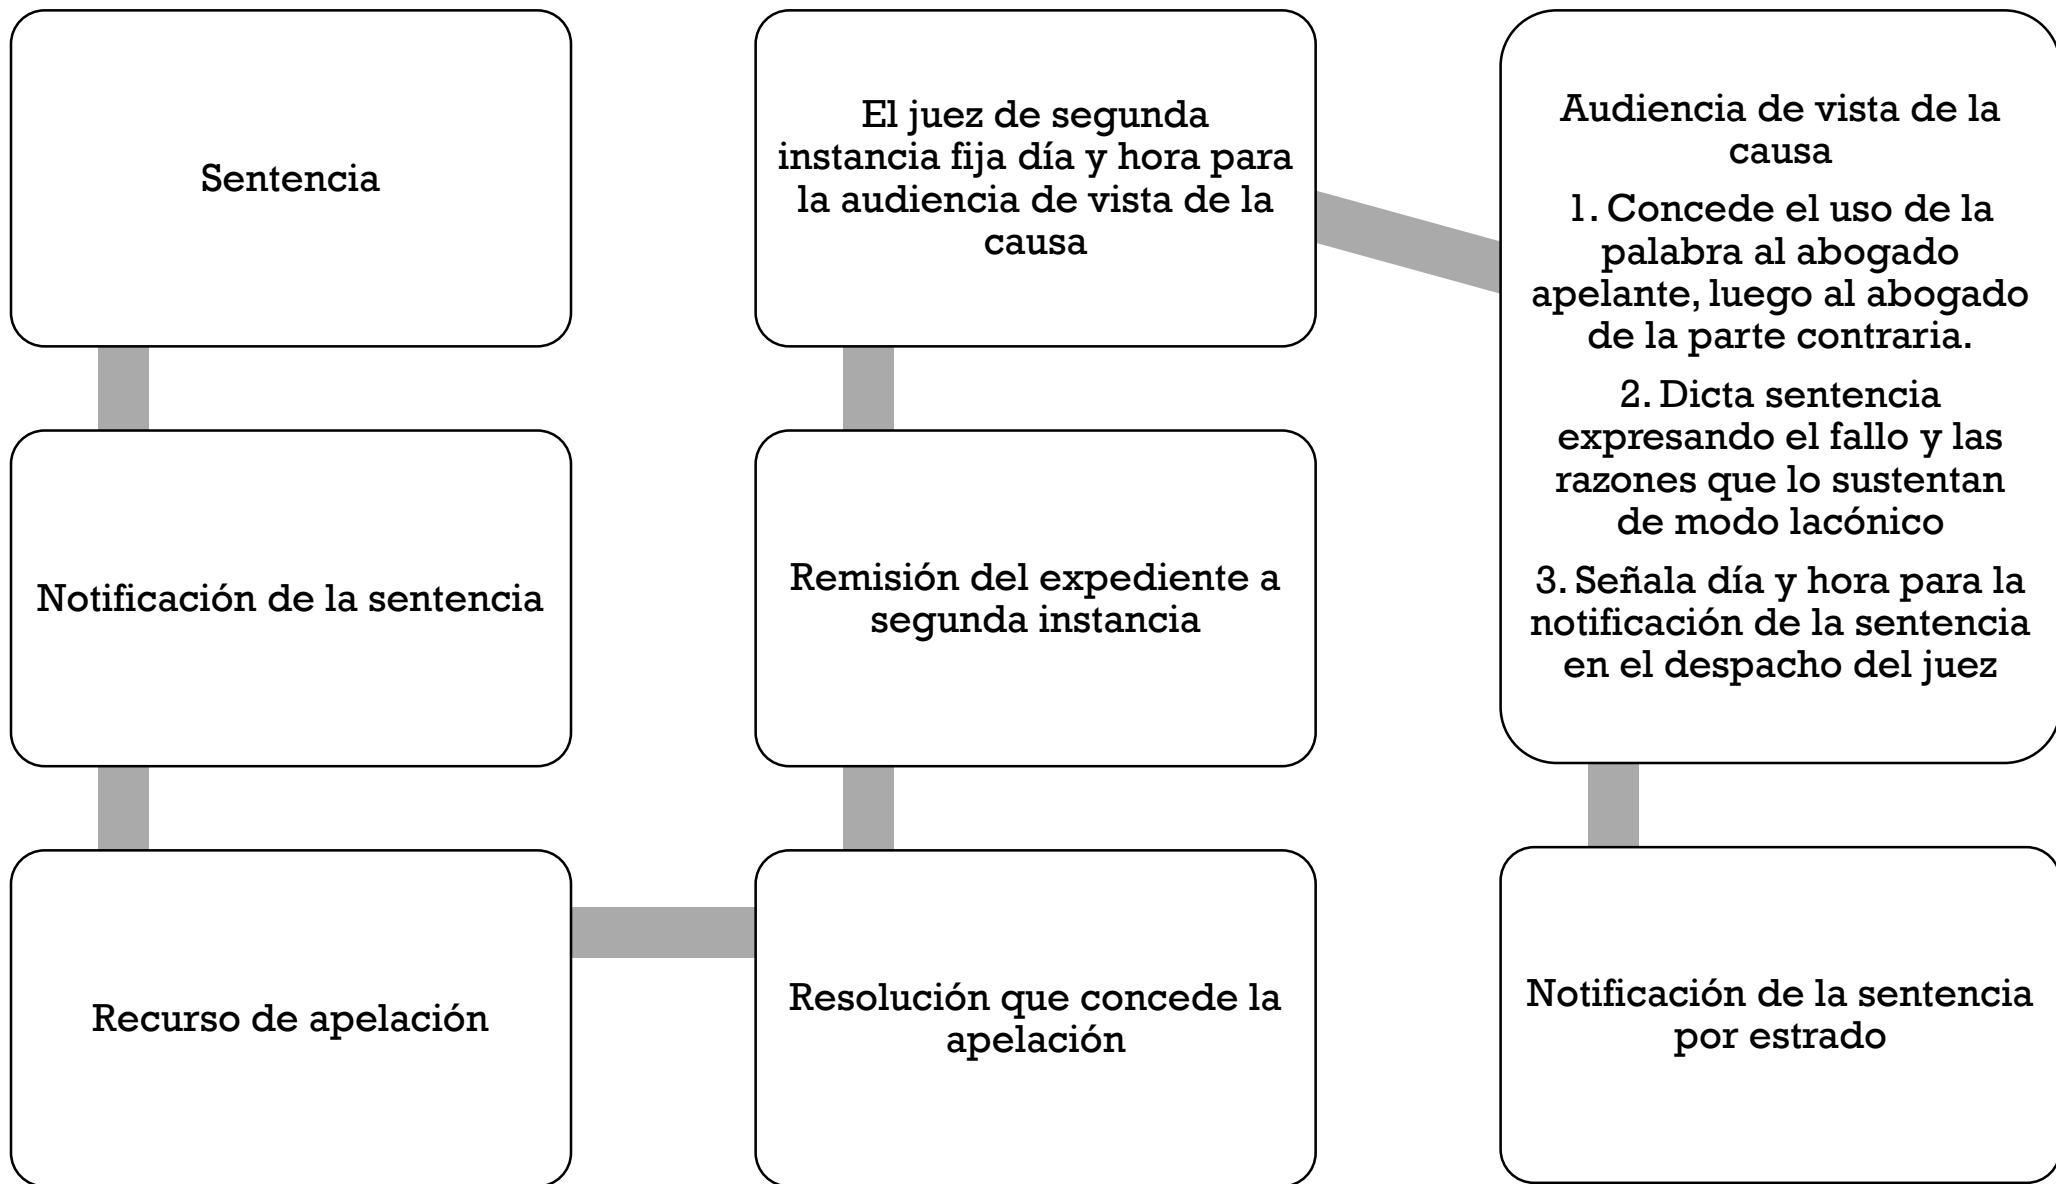 Sentencia
Notificación de la sentencia
Recurso de apelación
Resolución que concede la
apelación
Remisión del expediente a
segunda instancia
El juez de segunda
instancia fija día y hora para
la audiencia de vista de la
causa
Audiencia de vista de la
causa
1. Concede el uso de la
palabra al abogado
apelante, luego al abogado
de la parte contraria.
2. Dicta sentencia
expresando el fallo y las
razones que lo sustentan
de modo lacónico
3. Señala día y hora para la
notificación de la sentencia
en el despacho del juez
Notificación de la sentencia
por estrado